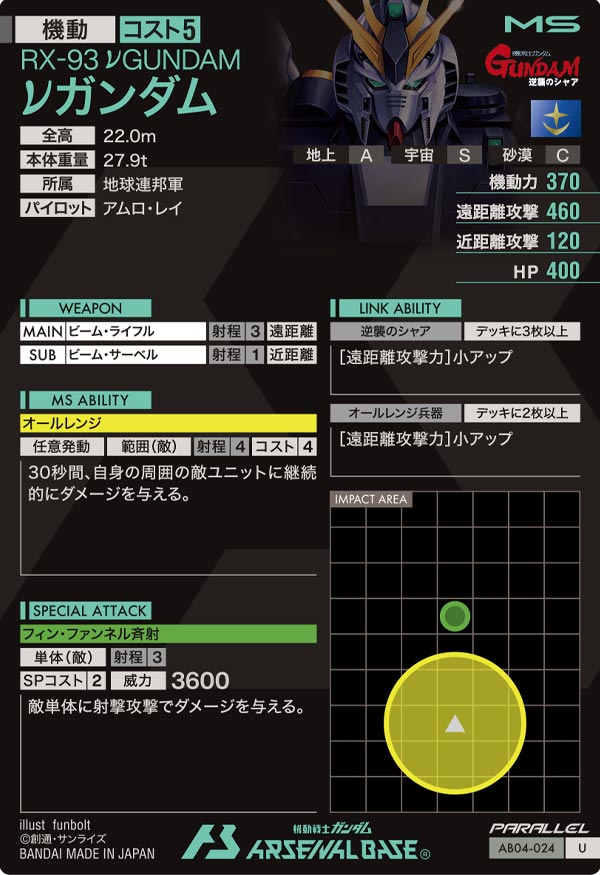 機動 コスト5
MS
RX-93 νGUNDAM
νガンダム
機動戦士ガンダム
GUNDAM
逆襲のシャア
全高 22.0m
本体重量 27.9t
所属 地球連邦軍
パイロット アムロ・レイ
地上 A 宇宙 S 砂漠 C
機動力 370
遠距離攻撃 460
近距離攻撃 120
HP 400
WEAPON
MAIN ビーム・ライフル 射程 3 遠距離
SUB ビーム・サーベル 射程 1 近距離
MS ABILITY
オールレンジ
任意発動 範囲(敵) 射程 4 コスト 4
30秒間、自身の周囲の敵ユニットに継続
的にダメージを与える。
SPECIAL ATTACK
フィン・ファンネル斉射
単体(敵) 射程 3
SPコスト 2 威力 3600
敵単体に射撃攻撃でダメージを与える。
LINK ABILITY
逆襲のシャア デッキに3枚以上
[遠距離攻撃力]小アップ
オールレンジ兵器 デッキに2枚以上
[遠距離攻撃力]小アップ
IMPACT AREA
illust funbolt
©創通・サンライズ
BANDAI MADE IN JAPAN
機動戦士ガンダム
ARSENAL BASE®
PARALLEL
AB04-024 U